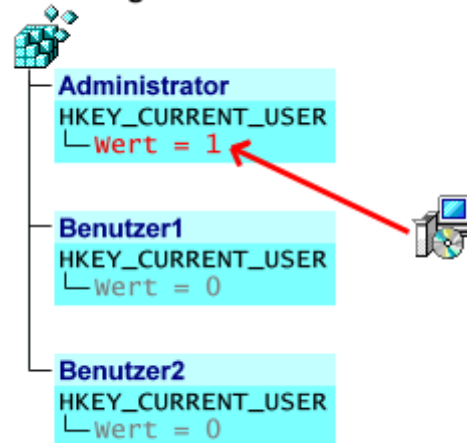 Administrator
HKEY_CURRENT_USER
Wert = 1
Benutzer1
HKEY_CURRENT_USER
Wert = 0
Benutzer2
HKEY_CURRENT_USER
Wert = 0